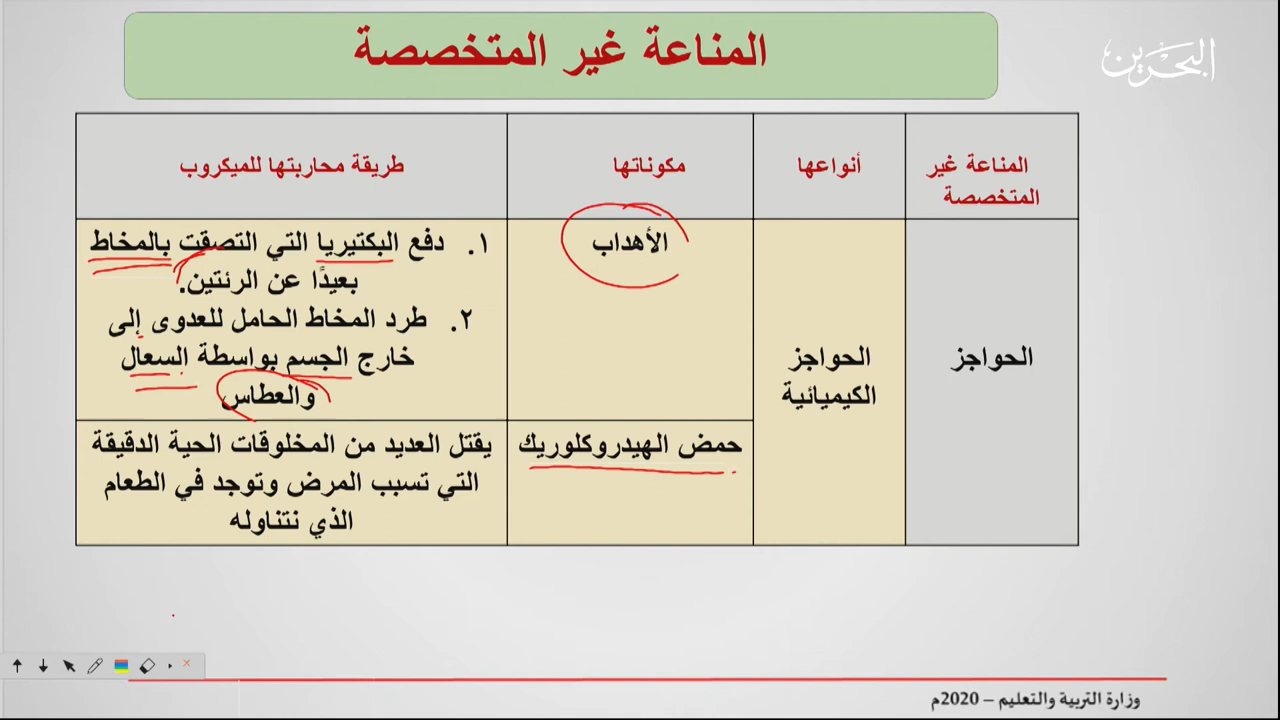 المناعة غير المتخصصة
البحرين
المناعة غير
المتخصصة
أنواعها
مكوناتها
طريقة محاربتها للميكروب
الحواجز
الحواجز
الكيميائية
الأهداب
١. دفع البكتيريا التي التصقت بالمخاط
بعيدًا عن الرئتين.
٢. طرد المخاط الحامل للعدوى إلى
خارج الجسم بواسطة السعال
والعطاس
حمض الهيدروكلوريك
يقتل العديد من المخلوقات الحية الدقيقة
التي تسبب المرض وتوجد في الطعام
الذي نتناوله
وزارة التربية والتعليم – 2020م